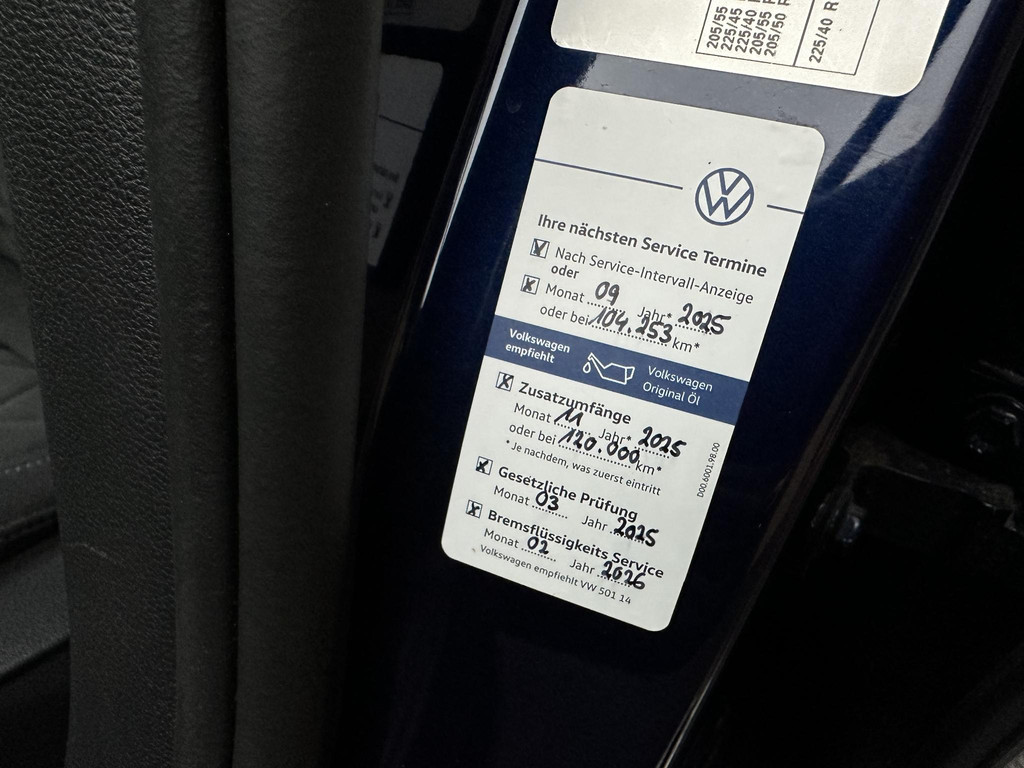 205/55
225/45
225/40
205/55 R
205/50 R
225/40 R
Ihre nächsten Service Termine
Nach Service-Intervall-Anzeige
oder
Monat 09 Jahr* 2025
oder bei 104.253 km*
Volkswagen empfiehlt
Volkswagen Original Öl
Zusatzumfänge
Monat 11 Jahr* 2025
oder bei 120.000 km*
*Je nachdem, was zuerst eintritt
Gesetzliche Prüfung
Monat 03 Jahr 2025
Bremsflüssigkeits Service
Monat 02 Jahr 2026
Volkswagen empfiehlt VW 501 14
D00.6001.98.00